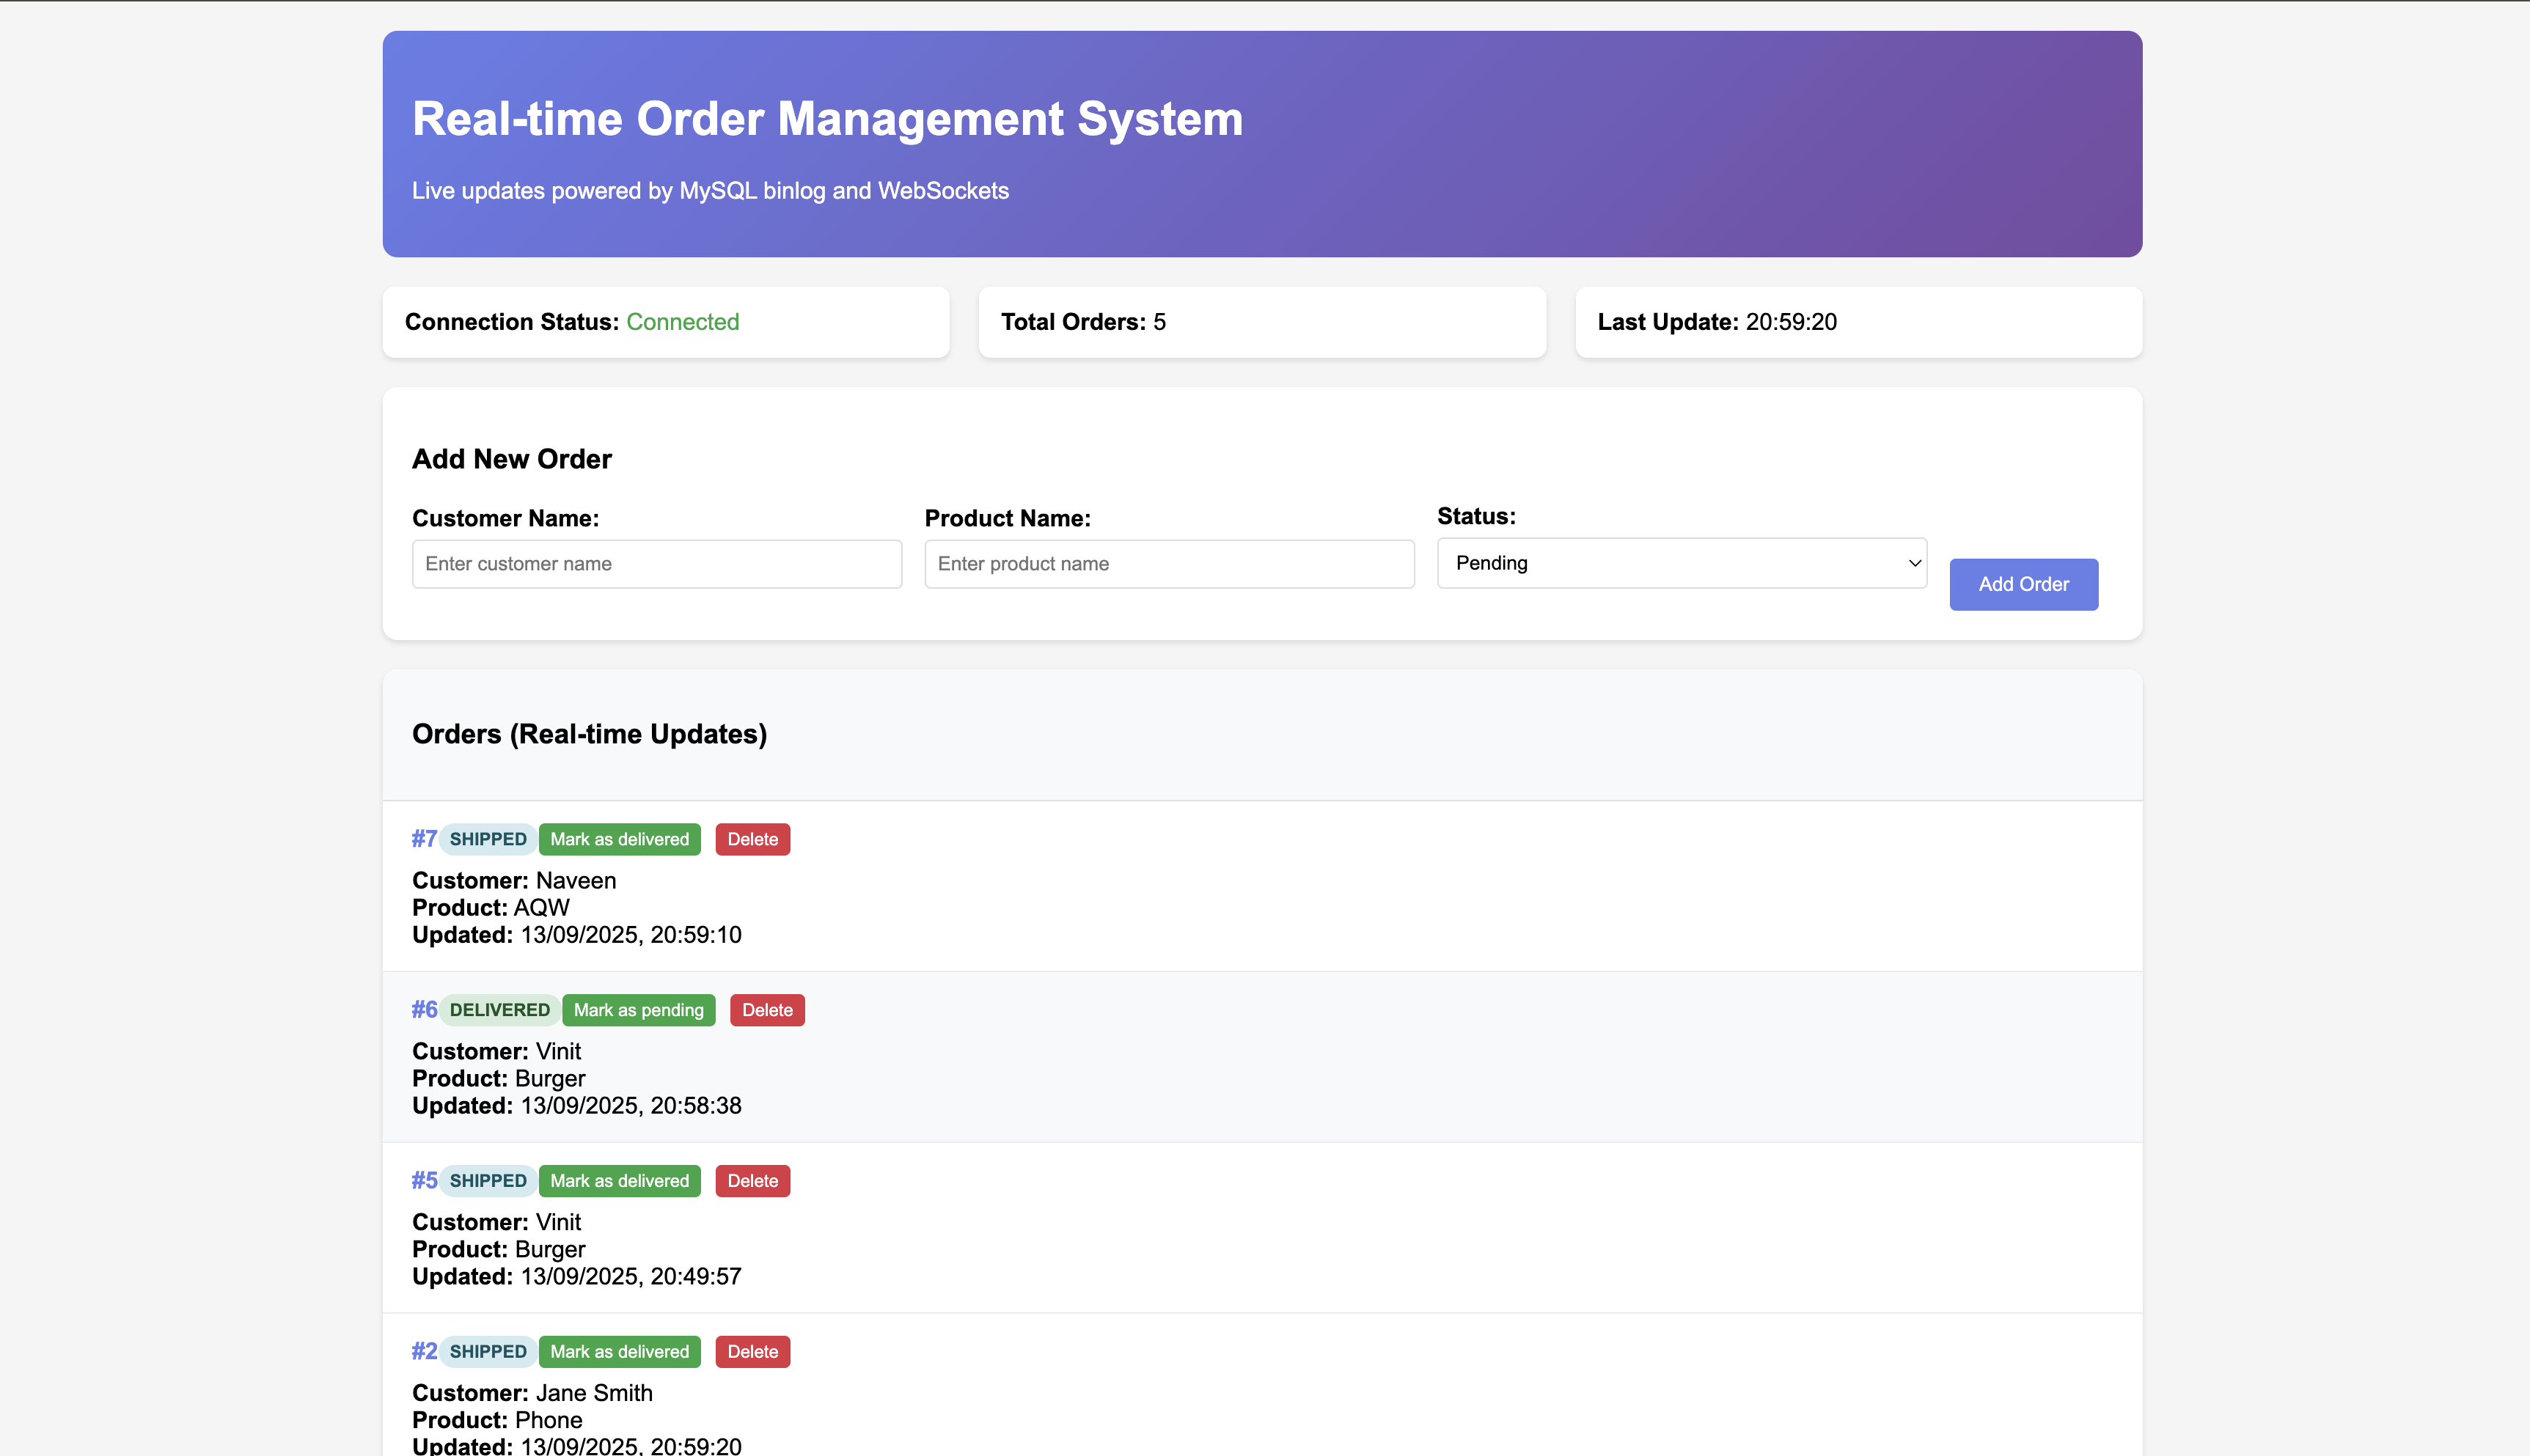 Real-time Order Management System
Live updates powered by MySQL binlog and WebSockets
Connection Status: Connected
Total Orders: 5
Last Update: 20:59:20
Add New Order
Customer Name:
Product Name:
Status:
Enter customer name
Enter product name
Pending
Add Order
Orders (Real-time Updates)
#7 SHIPPED Mark as delivered Delete
Customer: Naveen
Product: AQW
Updated: 13/09/2025, 20:59:10
#6 DELIVERED Mark as pending Delete
Customer: Vinit
Product: Burger
Updated: 13/09/2025, 20:58:38
#5 SHIPPED Mark as delivered Delete
Customer: Vinit
Product: Burger
Updated: 13/09/2025, 20:49:57
#2 SHIPPED Mark as delivered Delete
Customer: Jane Smith
Product: Phone
Updated: 13/09/2025, 20:59:20